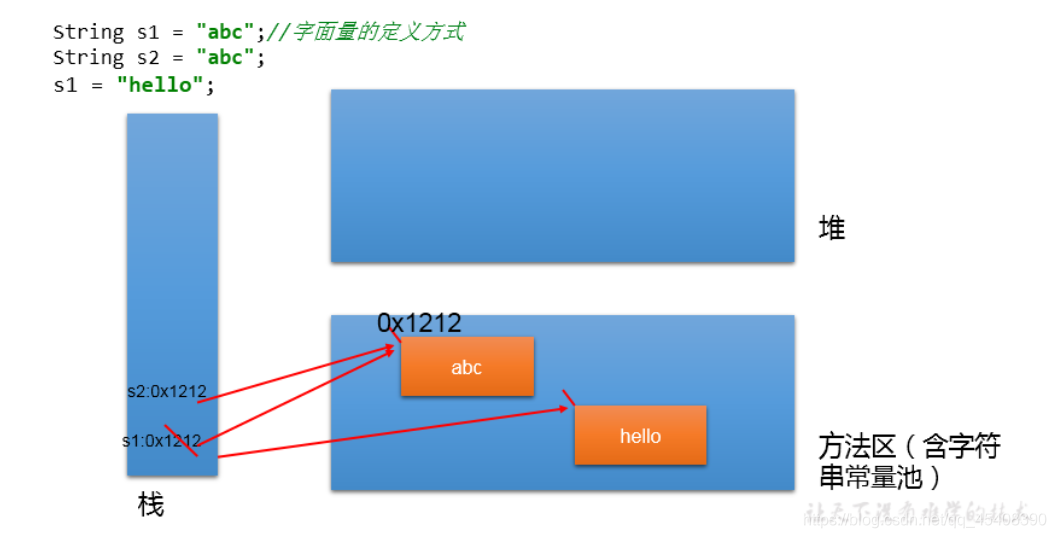 String s1 = "abc";//字面量的定义方式
String s2 = "abc";
s1 = "hello";
堆
0x1212
abc
s2:0x1212
s1:0x1212
hello
方法区（含字符
串常量池）
栈
让天下没有难学的技术
https://blog.csdn.net/qq_45498390